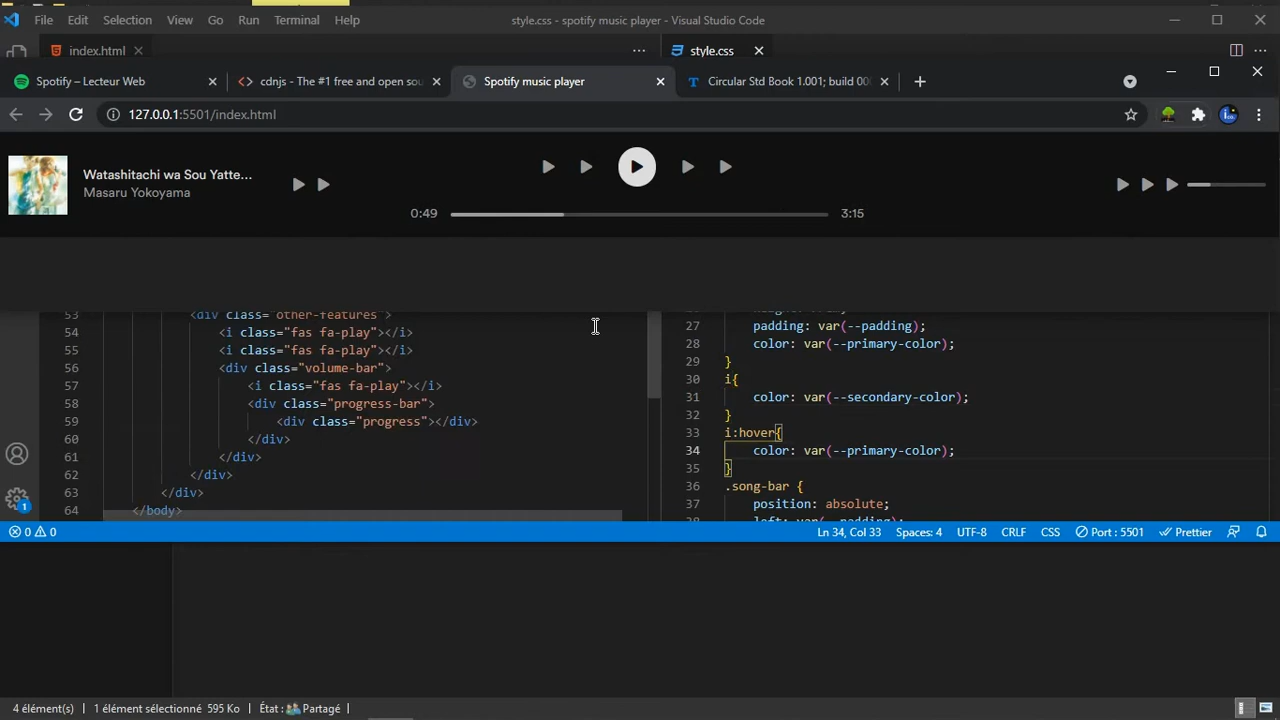 File Edit Selection View Go Run Terminal Help
style.css - spotify music player - Visual Studio Code
index.html
style.css
Spotify – Lecteur Web
cdnjs - The #1 free and open sou
Spotify music player
Circular Std Book 1.001; build 00
127.0.0.1:5501/index.html
Watashitachi wa Sou Yatte...
Masaru Yokoyama
0:49
3:15
53 <div class="other-features">
54 <i class="fas fa-play"></i>
55 <i class="fas fa-play"></i>
56 <div class="volume-bar">
57 <i class="fas fa-play"></i>
58 <div class="progress-bar">
59 <div class="progress"></div>
60 </div>
61 </div>
62 </div>
63 </div>
64 </body>
27 padding: var(--padding);
28 color: var(--primary-color);
29 }
30 i{
31 color: var(--secondary-color);
32 }
33 i:hover{
34 color: var(--primary-color);
35 }
36 .song-bar {
37 position: absolute;
left: var(--padding);
0 0
Ln 34, Col 33 Spaces: 4 UTF-8 CRLF CSS Port : 5501 Prettier
1
4 élément(s) 1 élément sélectionné 595 Ko État : Partagé